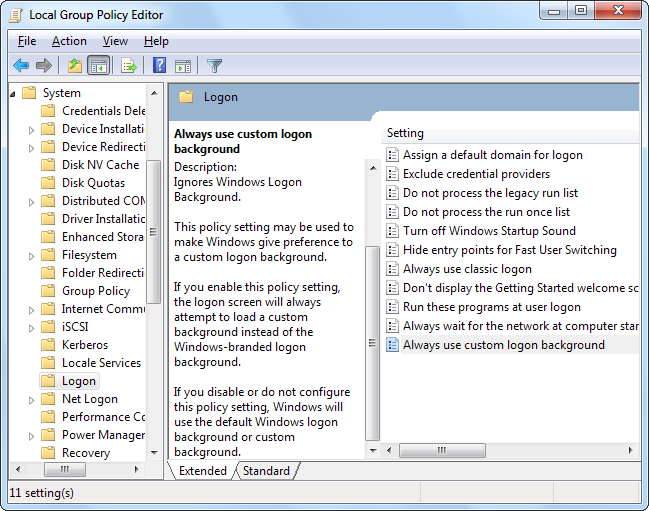 Local Group Policy Editor
File Action View Help
System
Credentials Dele
Device Installatio
Device Redirecti
Disk NV Cache
Disk Quotas
Distributed COM
Driver Installatio
Enhanced Storag
Filesystem
Folder Redirectio
Group Policy
Internet Commu
iSCSI
Kerberos
Locale Services
Logon
Net Logon
Performance Co
Power Manager
Recovery
Logon
Always use custom logon
background
Description:
Ignores Windows Logon
Background.
This policy setting may be used to
make Windows give preference to
a custom logon background.
If you enable this policy setting,
the logon screen will always
attempt to load a custom
background instead of the
Windows-branded logon
background.
If you disable or do not configure
this policy setting, Windows will
use the default Windows logon
background or custom
background.
Setting
Assign a default domain for logon
Exclude credential providers
Do not process the legacy run list
Do not process the run once list
Turn off Windows Startup Sound
Hide entry points for Fast User Switching
Always use classic logon
Don't display the Getting Started welcome sc
Run these programs at user logon
Always wait for the network at computer star
Always use custom logon background
Extended Standard
11 setting(s)